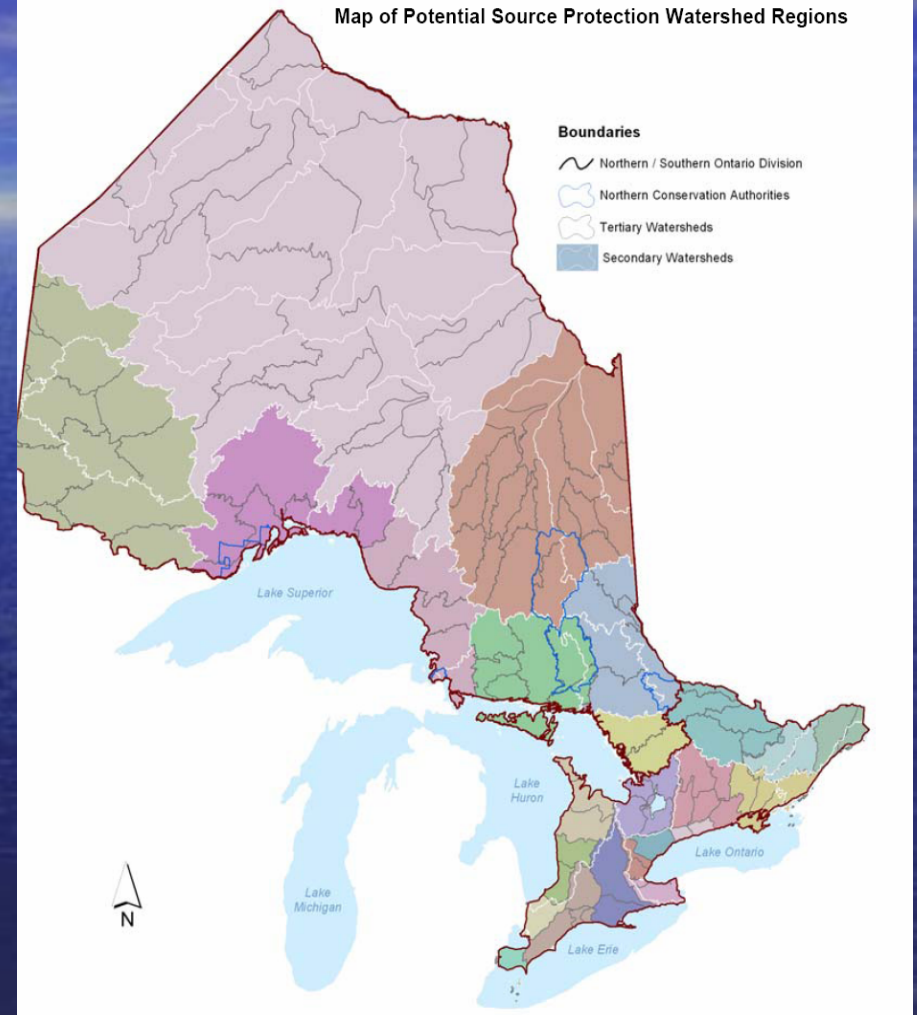 Map of Potential Source Protection Watershed Regions
Boundaries
Northern / Southern Ontario Division
Northern Conservation Authorities
Tertiary Watersheds
Secondary Watersheds
Lake Superior
Lake
Huron
Lake Ontario
Lake
Michigan
N
Lake Erie